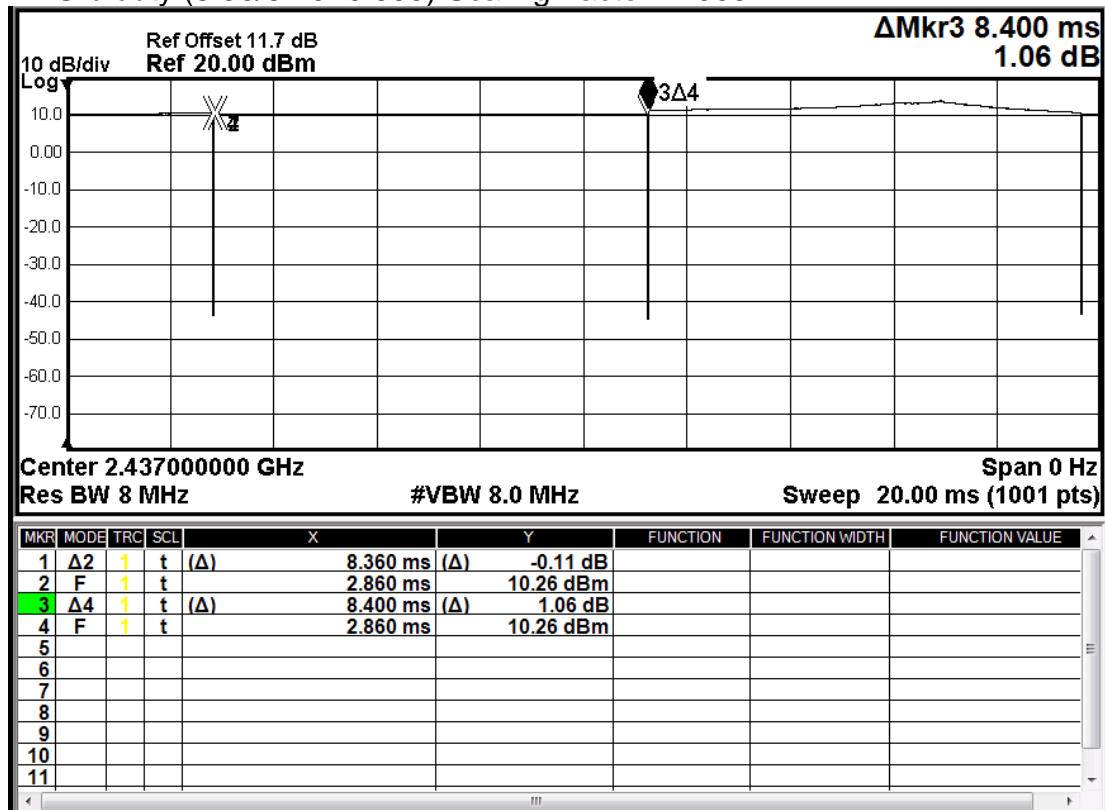 ΔMkr3 8.400 ms
Ref Offset 11.7 dB
10 dB/div Ref 20.00 dBm
1.06 dB
Log
3Δ4
10.0
0.00
-10.0
-20.0
-30.0
-40.0
-50.0
-60.0
-70.0
Center 2.437000000 GHz Span 0 Hz
Res BW 8 MHz #VBW 8.0 MHz Sweep 20.00 ms (1001 pts)
MKR MODE TRC SCL X Y FUNCTION FUNCTION WIDTH FUNCTION VALUE
1 Δ2 1 t (Δ) 8.360 ms (Δ) -0.11 dB
2 F 1 t 2.860 ms 10.26 dBm
3 Δ4 1 t (Δ) 8.400 ms (Δ) 1.06 dB
4 F 1 t 2.860 ms 10.26 dBm
5
6
7
8
9
10
11